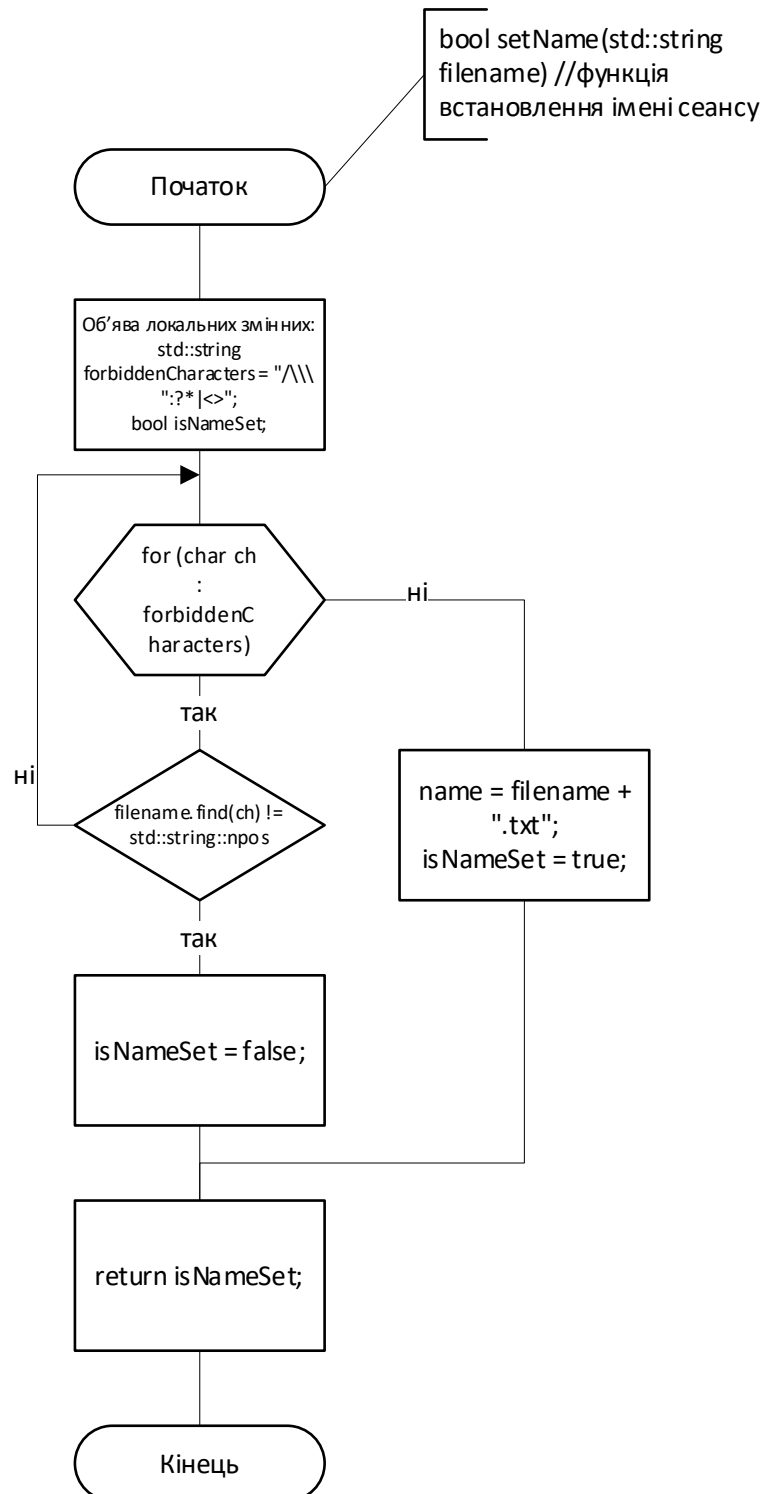 bool setName(std::string
filename) //функція
встановлення імені сеансу
Початок
Об’ява локальних змінних:
std::string
forbiddenCharacters = "/\\\
":?*|<>";
bool isNameSet;
for (char ch
:
forbiddenC
haracters)
ні
так
ні
filename.find(ch) !=
std::string::npos
name = filename +
".txt";
isNameSet = true;
так
isNameSet = false;
return isNameSet;
Кінець